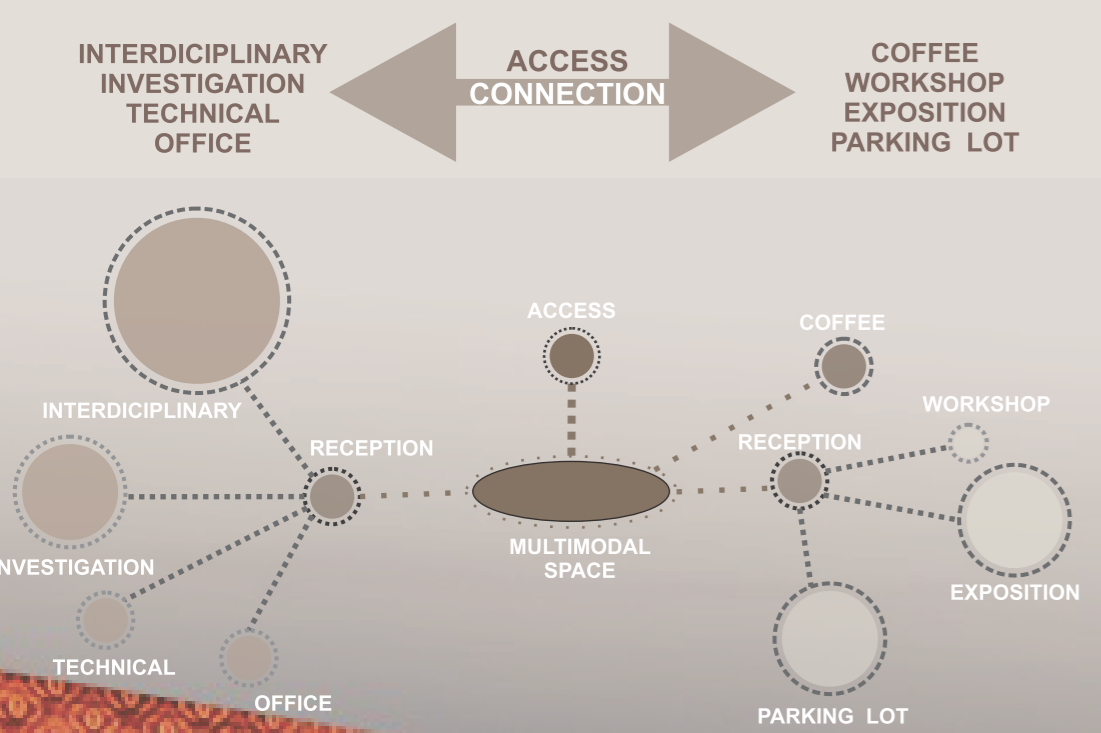 INTERDICIPLINARY
INVESTIGATION
TECHNICAL
OFFICE
ACCESS
CONNECTION
COFFEE
WORKSHOP
EXPOSITION
PARKING LOT
ACCESS
COFFEE
WORKSHOP
INTERDICIPLINARY
RECEPTION
RECEPTION
MULTIMODAL
SPACE
NVESTIGATION
EXPOSITION
TECHNICAL
OFFICE
PARKING LOT